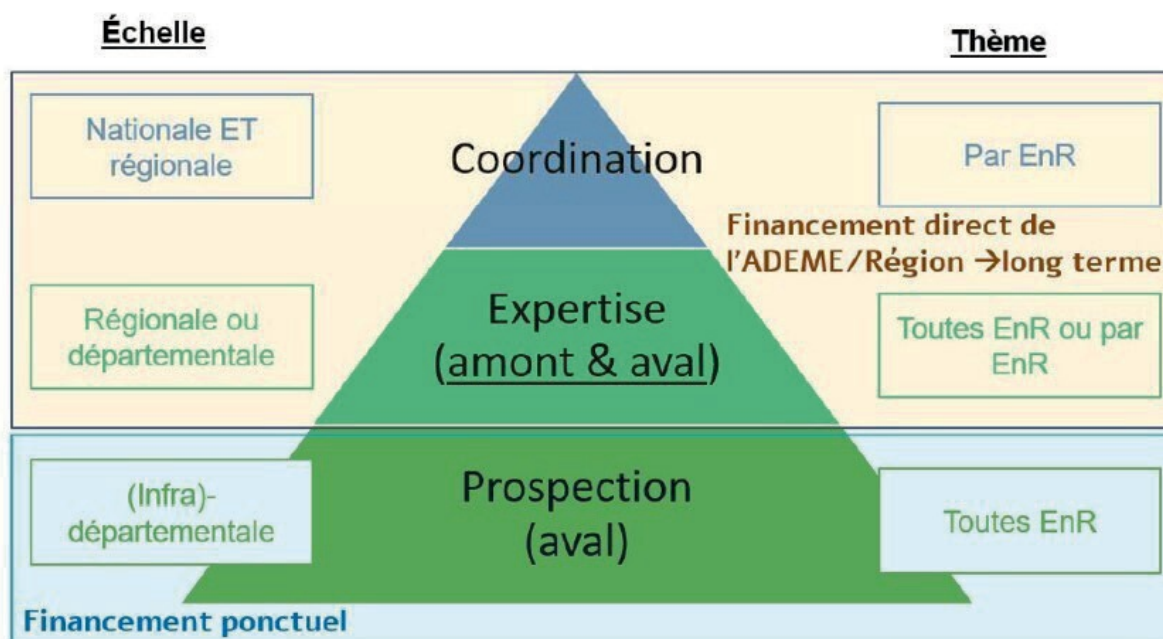 Échelle
Thème
Nationale ET
régionale
Coordination
Par EnR
Financement direct de
l'ADEME/Région →long terme
Régionale ou
départementale
Expertise
(amont & aval)
Toutes EnR ou par
EnR
(Infra)-
départementale
Prospection
(aval)
Toutes EnR
Financement ponctuel